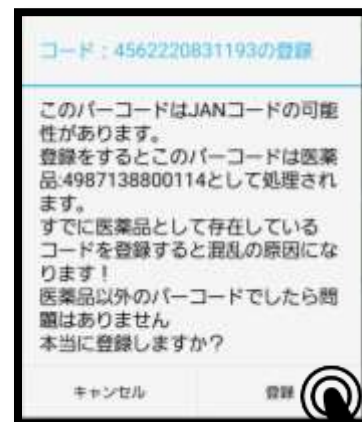 コード：4562220831193の登録
このバーコードはJANコードの可能
性があります。
登録をするとこのバーコードは医薬
品:4987138800114として処理され
ます。
すでに医薬品として存在している
コードを登録すると混乱の原因にな
ります！
医薬品以外のバーコードでしたら問
題はありません
本当に登録しますか？
キャンセル
登録